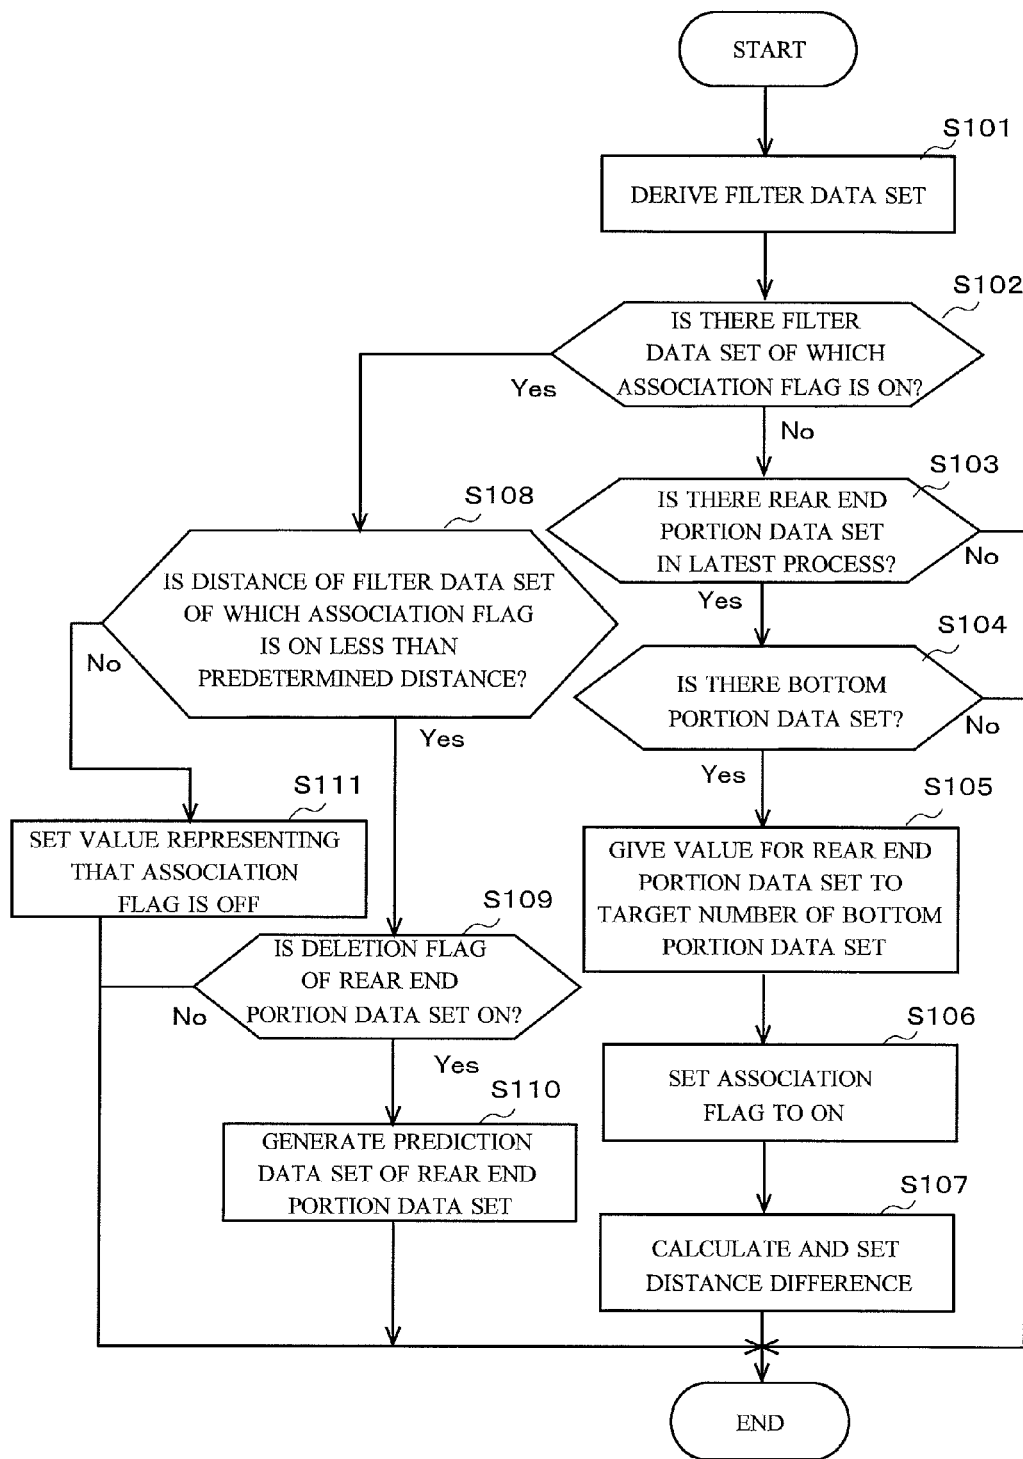 START
S101
DERIVE FILTER DATA SET
S102
IS THERE FILTER
DATA SET OF WHICH
ASSOCIATION FLAG IS ON?
Yes
No
S103
IS THERE REAR END
PORTION DATA SET
IN LATEST PROCESS?
No
Yes
S108
IS DISTANCE OF FILTER DATA SET
OF WHICH ASSOCIATION FLAG
IS ON LESS THAN
PREDETERMINED DISTANCE?
No
Yes
S104
IS THERE BOTTOM
PORTION DATA SET?
No
Yes
S111
SET VALUE REPRESENTING
THAT ASSOCIATION
FLAG IS OFF
S105
GIVE VALUE FOR REAR END
PORTION DATA SET TO
TARGET NUMBER OF BOTTOM
PORTION DATA SET
S109
IS DELETION FLAG
OF REAR END
PORTION DATA SET ON?
No
Yes
S106
SET ASSOCIATION
FLAG TO ON
S110
GENERATE PREDICTION
DATA SET OF REAR END
PORTION DATA SET
S107
CALCULATE AND SET
DISTANCE DIFFERENCE
END